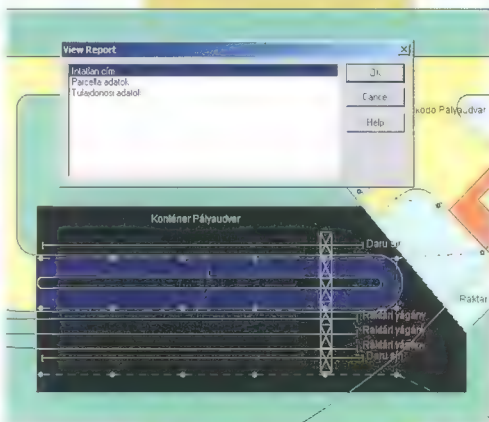 View Report
Ingatlan cím
Parcella adatok
Tulajdonosi adatok
OK
Cancel
Help
Pályaudvar
Konténer Pályaudvar
Daru sín
Raktár
Raktári vágány
Raktári vágány
Raktári vágány
Daru sín